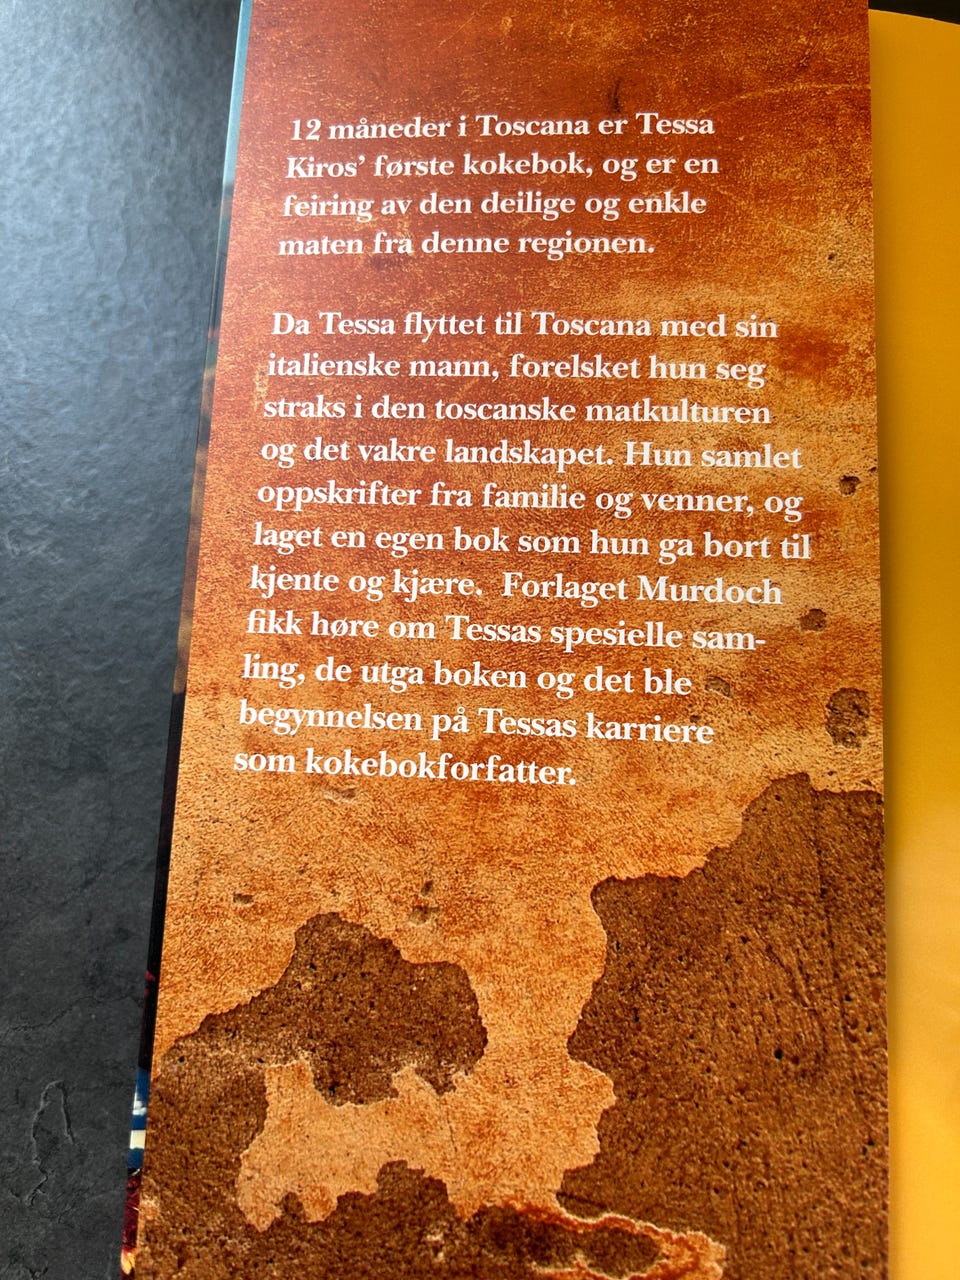 12 måneder i Toscana er Tessa
Kiros’ første kokebok, og er en
feiring av den deilige og enkle
maten fra denne regionen.
Da Tessa flyttet til Toscana med sin
italienske mann, forelsket hun seg
straks i den toscanske matkulturen
og det vakre landskapet. Hun samlet
oppskrifter fra familie og venner, og
laget en egen bok som hun ga bort til
kjente og kjære.  Forlaget Murdoch
fikk høre om Tessas spesielle sam-
ling, de utga boken og det ble
begynnelsen på Tessas karriere
som kokebokforfatter.